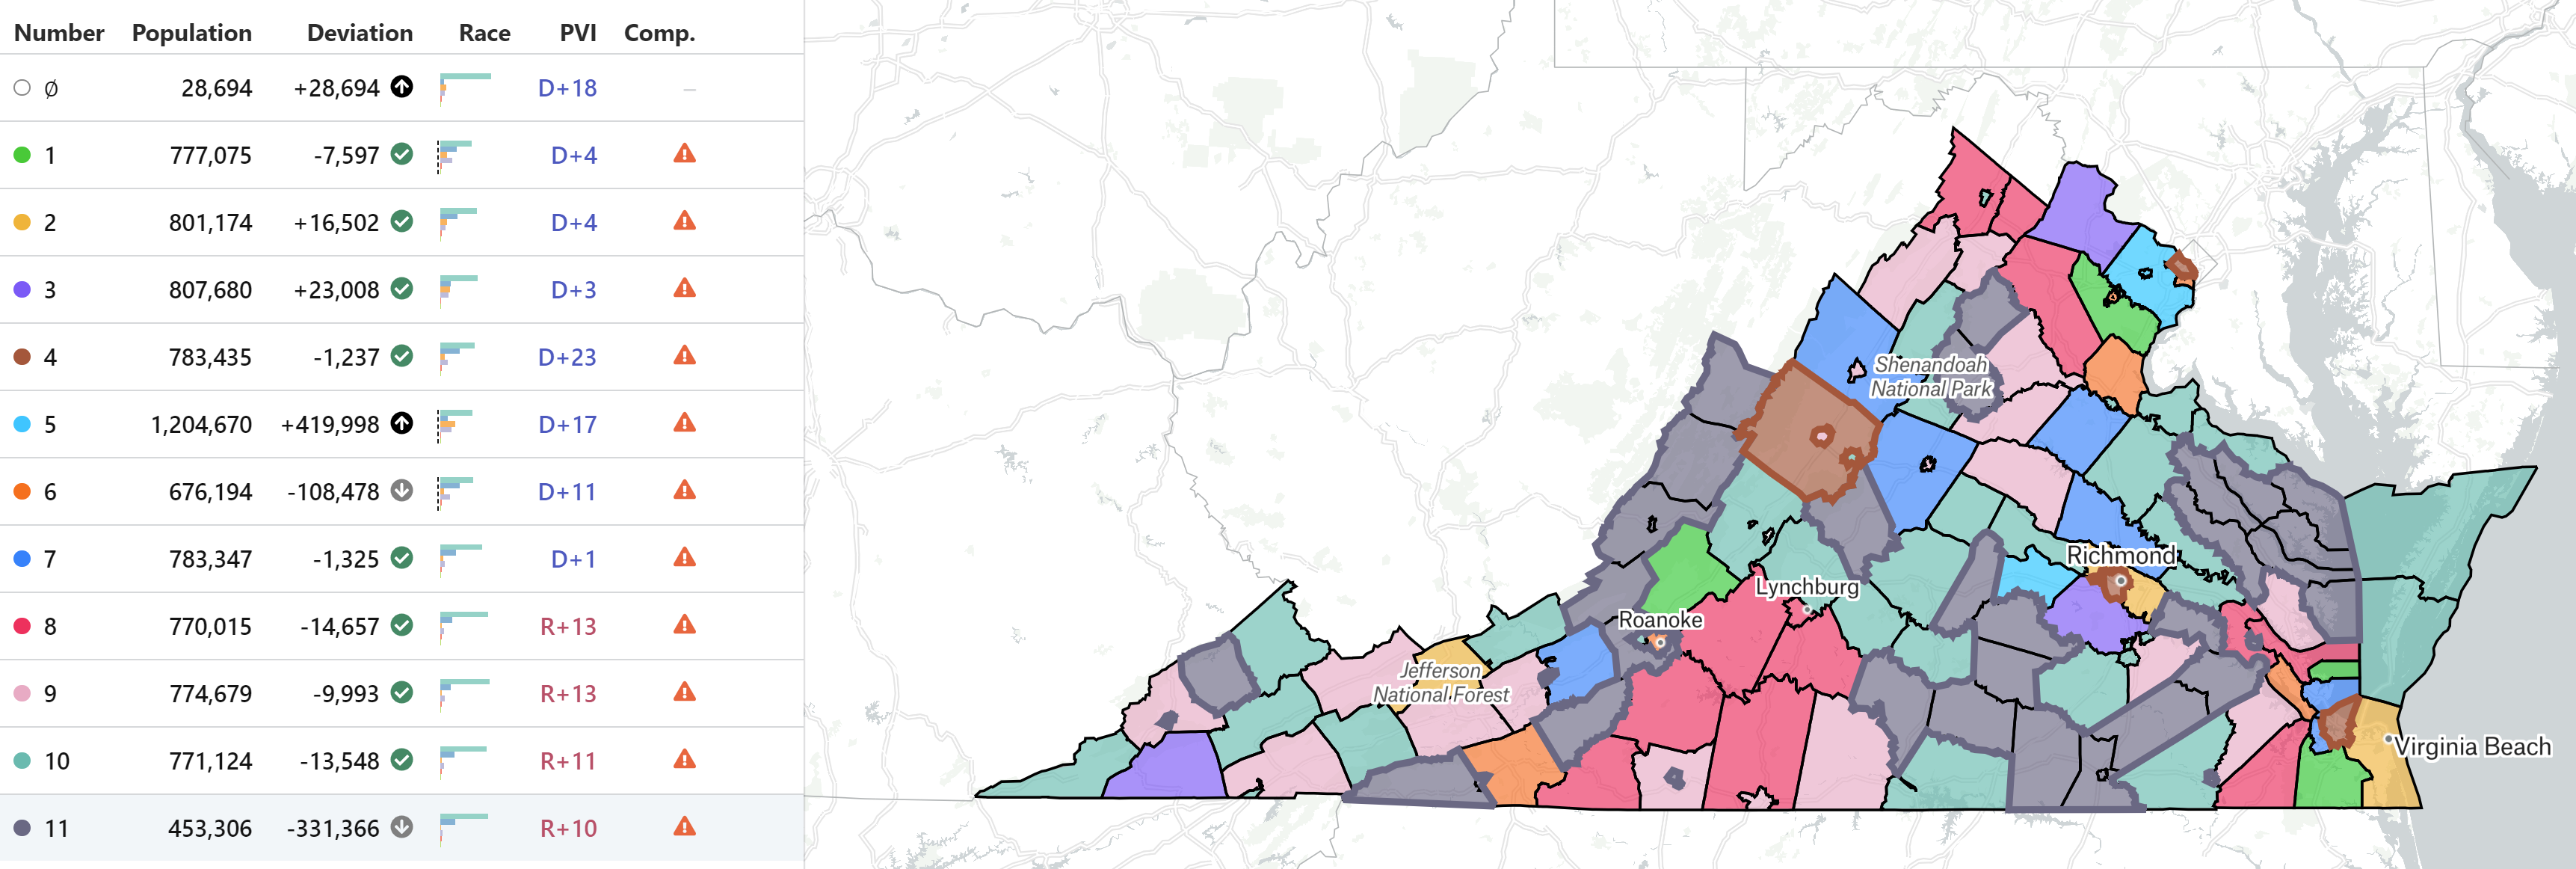 Number Population Deviation Race PVI Comp.
∅ 28,694 +28,694 D+18 –
1 777,075 -7,597 D+4
2 801,174 +16,502 D+4
3 807,680 +23,008 D+3
4 783,435 -1,237 D+23
5 1,204,670 +419,998 D+17
6 676,194 -108,478 D+11
7 783,347 -1,325 D+1
8 770,015 -14,657 R+13
9 774,679 -9,993 R+13
10 771,124 -13,548 R+11
11 453,306 -331,366 R+10
Shenandoah
National Park
Richmond
Lynchburg
Roanoke
Jefferson
National Forest
Virginia Beach